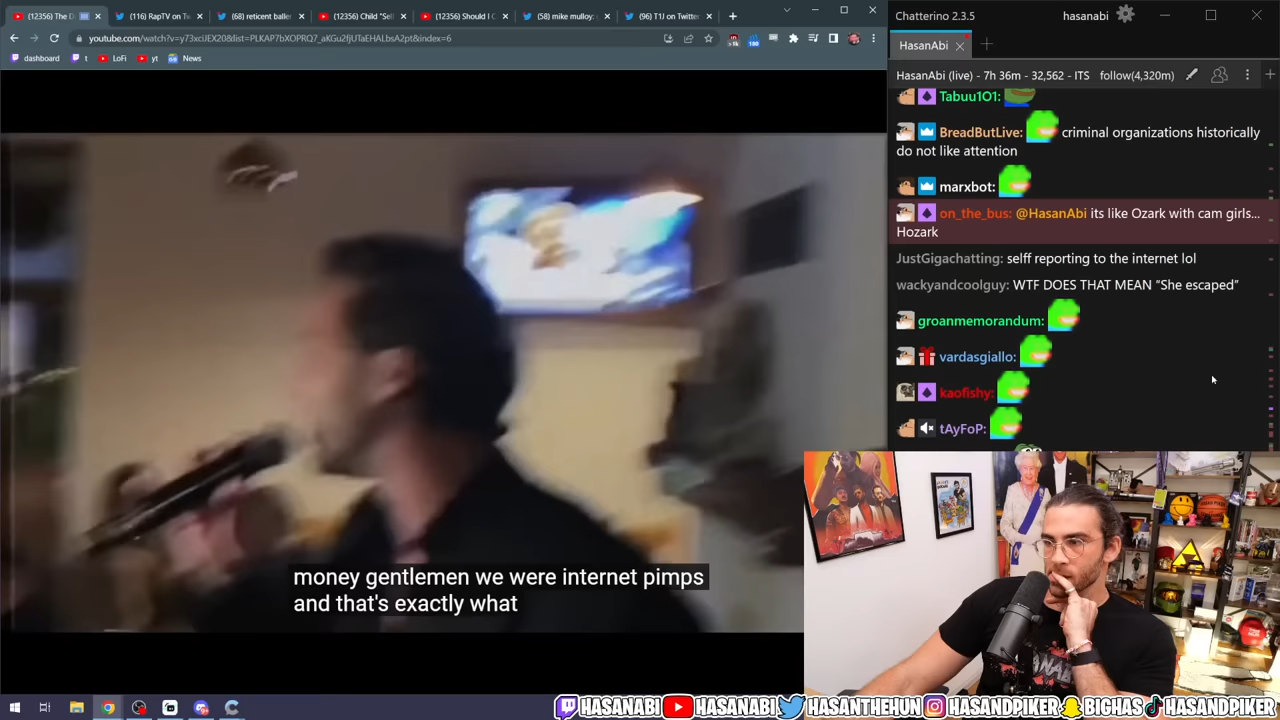 (12356) The D
(116) RapTV on Tw
(68) reticent baller
(12356) Child "Sel
(12356) Should I C
(58) mike mulloy:
(96) T1J on Twitter
youtube.com/watch?v=y73xciJEX20&list=PLKAP7bXOPRQ7_aKGu2fjUTaEHALbsA2pt&index=6
>1k
180
dashboard
t
LoFi
yt
News
money gentlemen we were internet pimps
and that's exactly what
Chatterino 2.3.5
hasanabi
HasanAbi
HasanAbi (live) - 7h 36m - 32,562 - ITS
follow(4,320m)
Tabuu1O1:
BreadButLive: criminal organizations historically
do not like attention
marxbot:
on_the_bus: @HasanAbi its like Ozark with cam girls...
Hozark
JustGigachatting: selff reporting to the internet lol
wackyandcoolguy: WTF DOES THAT MEAN "She escaped"
groanmemorandum:
vardasgiallo:
kaofishy:
tAyFoP:
HASANABI
HASANABI
HASANTHEHUN
HASANDPIKER
BIGHAS
HASANDPIKER